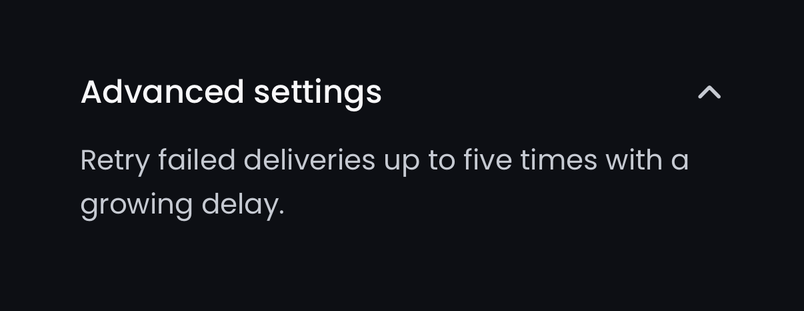 Advanced settings
Retry failed deliveries up to five times with a
growing delay.